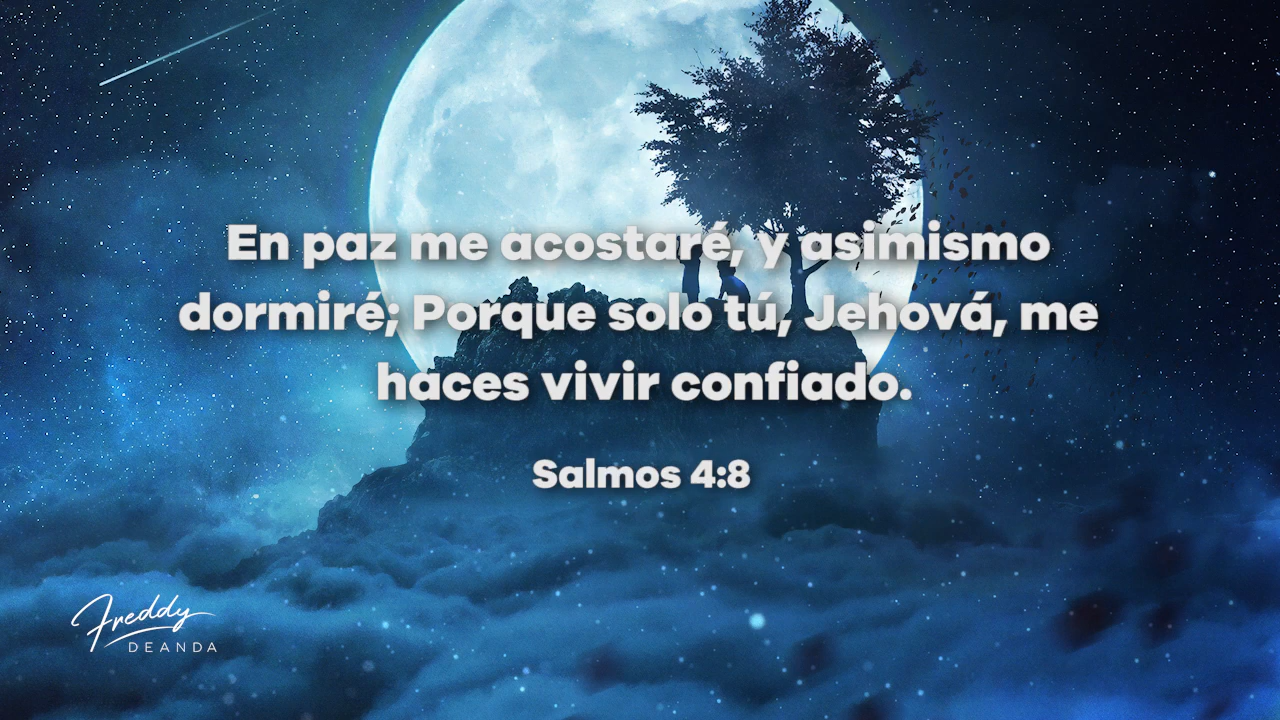 En paz me acostaré, y asimismo
dormiré; Porque solo tú, Jehová, me
haces vivir confiado.
Salmos 4:8
Freddy
DEANDA